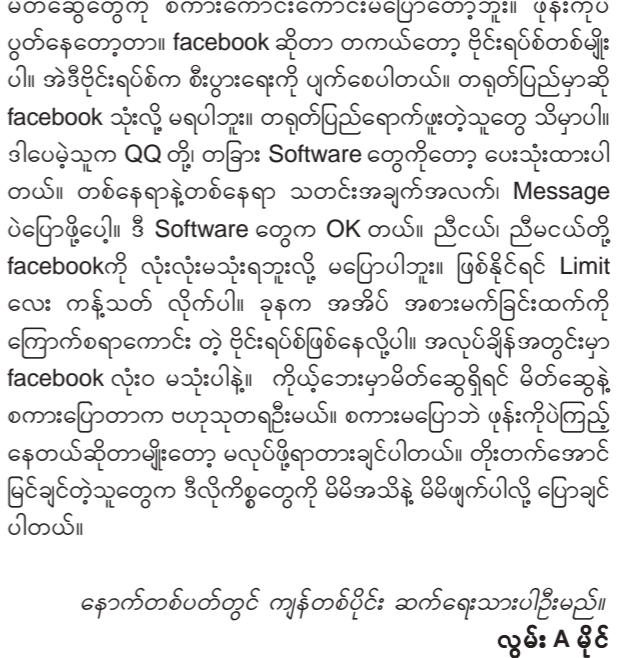 မိတ်ဆွေတွေကို စကားကောင်းကောင်းမပြောတော့ဘူး။ ဖုန်းကိုပဲ
ပွတ်နေတော့တာ။ facebook ဆိုတာ တကယ်တော့ ဗိုင်းရပ်စ်တစ်မျိုး
ပါ။ အဲဒီဗိုင်းရပ်စ်က စီးပွားရေးကို ပျက်စေပါတယ်။ တရုတ်ပြည်မှာဆို
facebook သုံးလို့ မရပါဘူး။ တရုတ်ပြည်ရောက်ဖူးတဲ့သူတွေ သိမှာပါ။
ဒါပေမဲ့သူက QQ တို့၊ တခြား Software တွေကိုတော့ ပေးသုံးထားပါ
တယ်။ တစ်နေရာနဲ့တစ်နေရာ သတင်းအချက်အလက်၊ Message
ပဲပြောဖို့ပေါ့။ ဒီ Software တွေက OK တယ်။ ညီငယ်၊ ညီမငယ်တို့
facebookကို လုံးလုံးမသုံးရဘူးလို့ မပြောပါဘူး။ ဖြစ်နိုင်ရင် Limit
လေး ကန့်သတ် လိုက်ပါ။ ခုနက အအိပ် အစားမက်ခြင်းထက်ကို
ကြောက်စရာကောင်း တဲ့ ဗိုင်းရပ်စ်ဖြစ်နေလို့ပါ။ အလုပ်ချိန်အတွင်းမှာ
facebook လုံးဝ မသုံးပါနဲ့။ ကိုယ့်ဘေးမှာမိတ်ဆွေရှိရင် မိတ်ဆွေနဲ့
စကားပြောတာက ဗဟုသုတရဦးမယ်။ စကားမပြောဘဲ ဖုန်းကိုပဲကြည့်
နေတယ်ဆိုတာမျိုးတော့ မလုပ်ဖို့ရာတားချင်ပါတယ်။ တိုးတက်အောင်
မြင်ချင်တဲ့သူတွေက ဒီလိုကိစ္စတွေကို မိမိအသိနဲ့ မိမိဖျက်ပါလို့ ပြောချင်
ပါတယ်။
နောက်တစ်ပတ်တွင် ကျန်တစ်ပိုင်း ဆက်ရေးသားပါဦးမည်။
လွမ်း A မိုင်